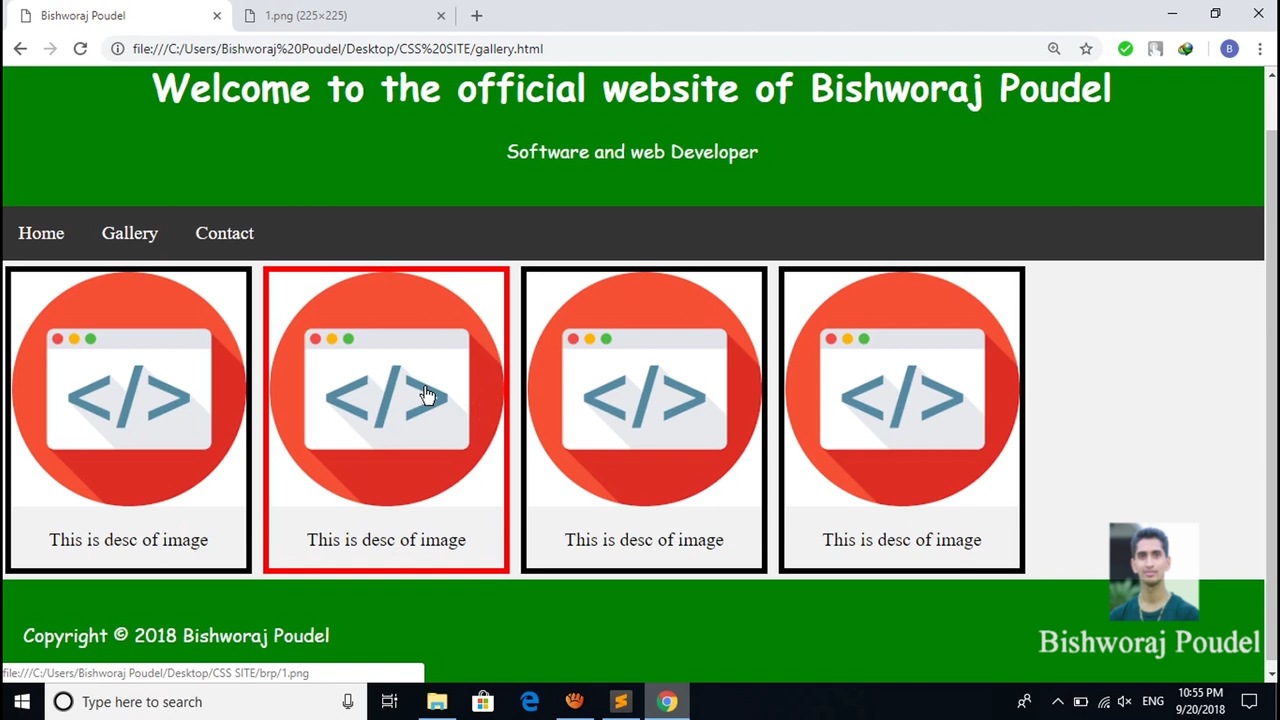 Bishworaj Poudel
1.png (225×225)
file:///C:/Users/Bishworaj%20Poudel/Desktop/CSS%20SITE/gallery.html
B
Welcome to the official website of Bishworaj Poudel
Software and web Developer
Home Gallery Contact
</> </> </> </>
This is desc of image This is desc of image This is desc of image This is desc of image
Copyright © 2018 Bishworaj Poudel
Bishworaj Poudel
file:///C:/Users/Bishworaj Poudel/Desktop/CSS SITE/brp/1.png
Type here to search
ENG
10:55 PM
9/20/2018